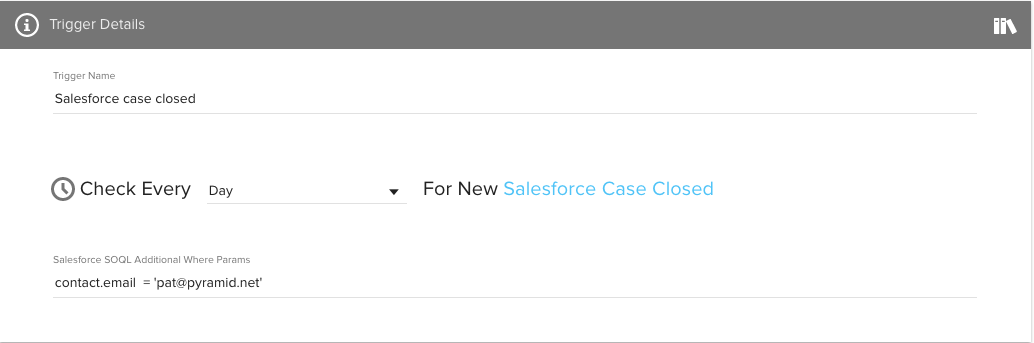 Trigger Details
Trigger Name
Salesforce case closed
Check Every Day For New Salesforce Case Closed
Salesforce SOQL Additional Where Params
contact.email  = 'pat@pyramid.net'